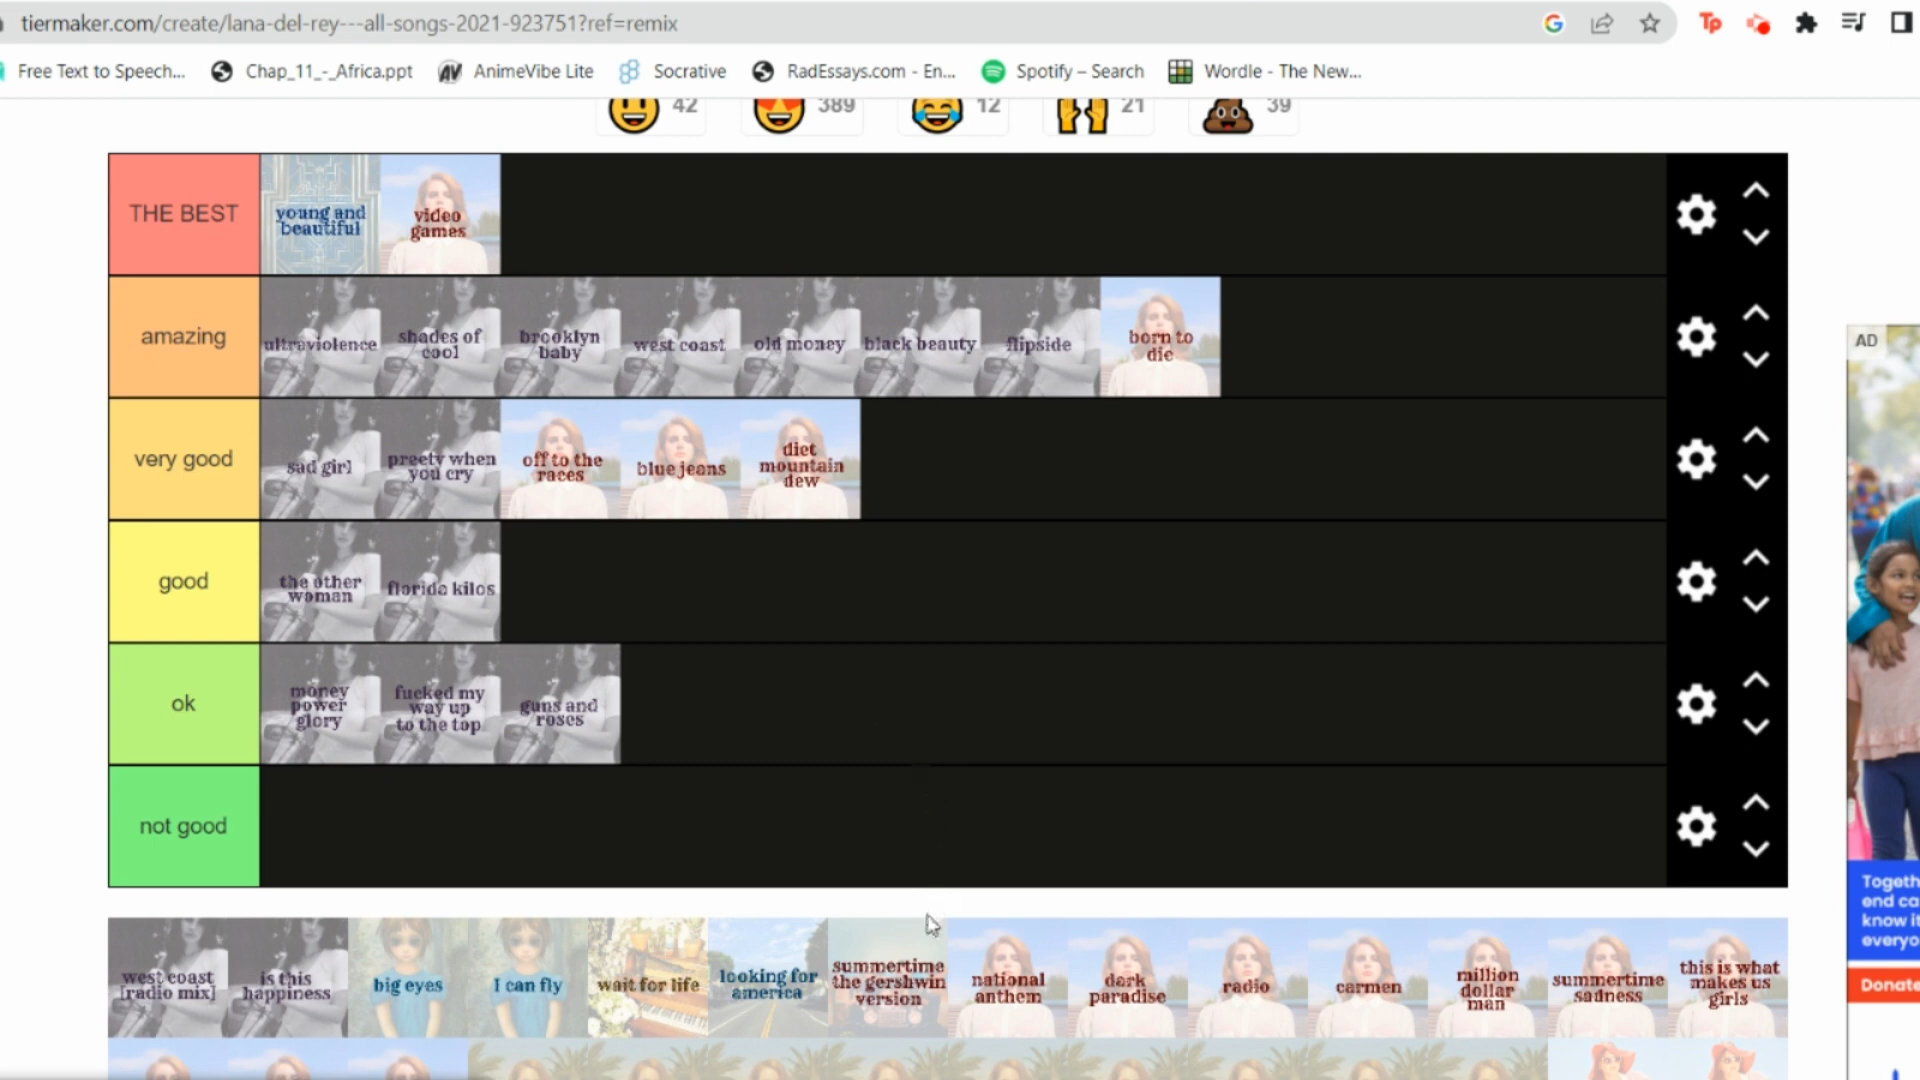 tiermaker.com/create/lana-del-rey---all-songs-2021-923751?ref=remix
Free Text to Speech... Chap_11_-_Africa.ppt AnimeVibe Lite Socrative RadEssays.com - En... Spotify – Search Wordle - The New...
42 389 12 21 39
THE BEST
young and
beautiful
video
games
amazing
ultraviolence
shades of
cool
brooklyn
baby
west coast
old money
black beauty
flipside
born to
die
very good
sad girl
preety when
you cry
off to the
races
blue jeans
diet
mountain
dew
good
the other
woman
florida kilos
ok
money
power
glory
fucked my
way up
to the top
guns and
roses
not good
west coast
[radio mix]
is this
happiness
big eyes
I can fly
wait for life
looking for
america
summertime
the gershwin
version
national
anthem
dark
paradise
radio
carmen
million
dollar
man
summertime
sadness
this is what
makes us
girls
AD
Togeth
end ca
know it
everyo
Donate